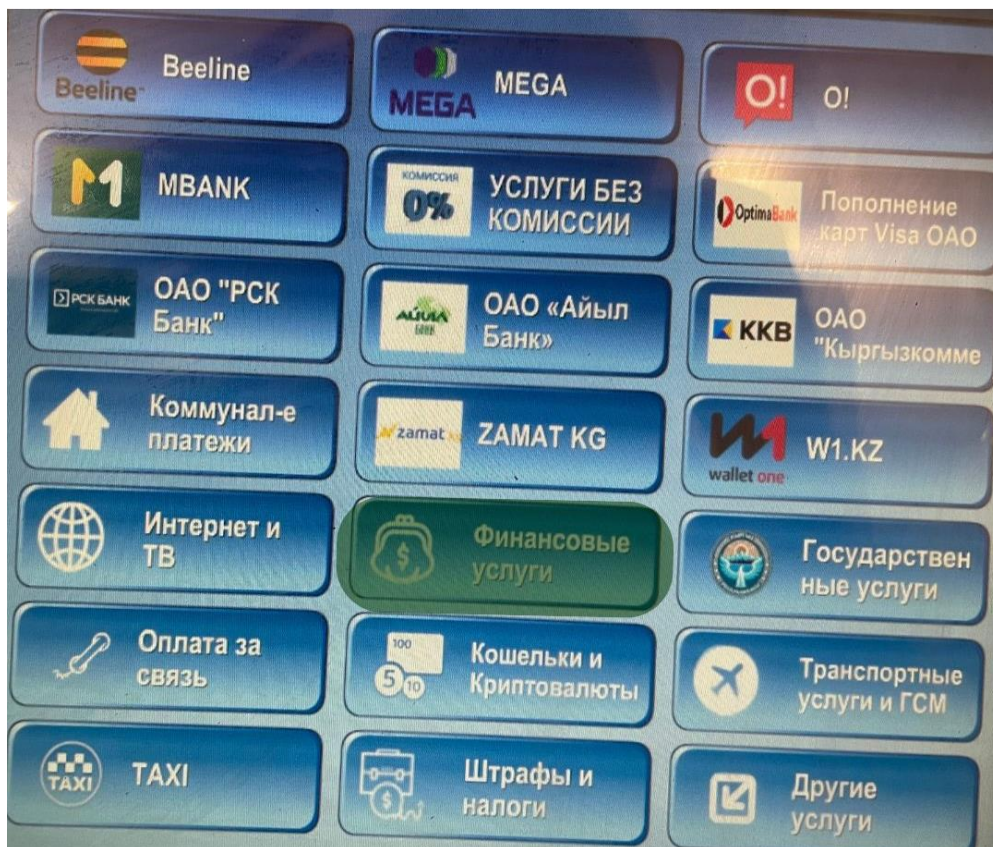 Beeline
Beeline
MEGA
MEGA
O!
O!
MBANK
КОМИССИЯ
0%
УСЛУГИ БЕЗ
КОМИССИИ
OptimaBank
Пополнение
карт Visa ОАО
РСК БАНК
ОАО "РСК
Банк"
АЙЫЛ
БАНК
ОАО «Айыл
Банк»
KKB
ОАО
"Кыргызкомме
Коммунал-е
платежи
zamat
ZAMAT KG
W1
wallet one
W1.KZ
Интернет и
ТВ
$
Финансовые
услуги
Государствен
ные услуги
Оплата за
связь
100
5
10
Кошельки и
Криптовалюты
Транспортные
услуги и ГСМ
TAXI
TAXI
$
Штрафы и
налоги
Другие
услуги